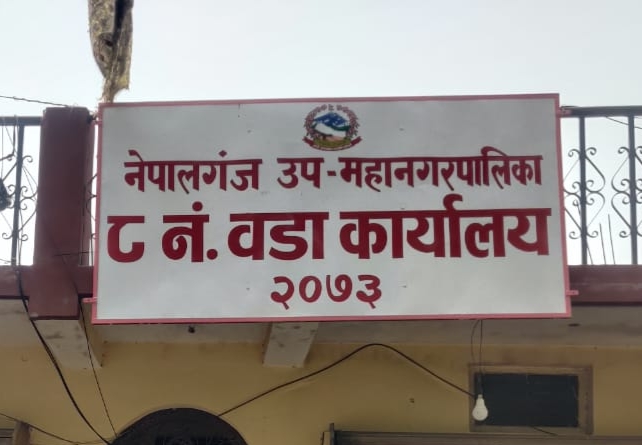 नेपालगंज उप-महानगरपालिका
८ नं. वडा कार्यालय
२०७३